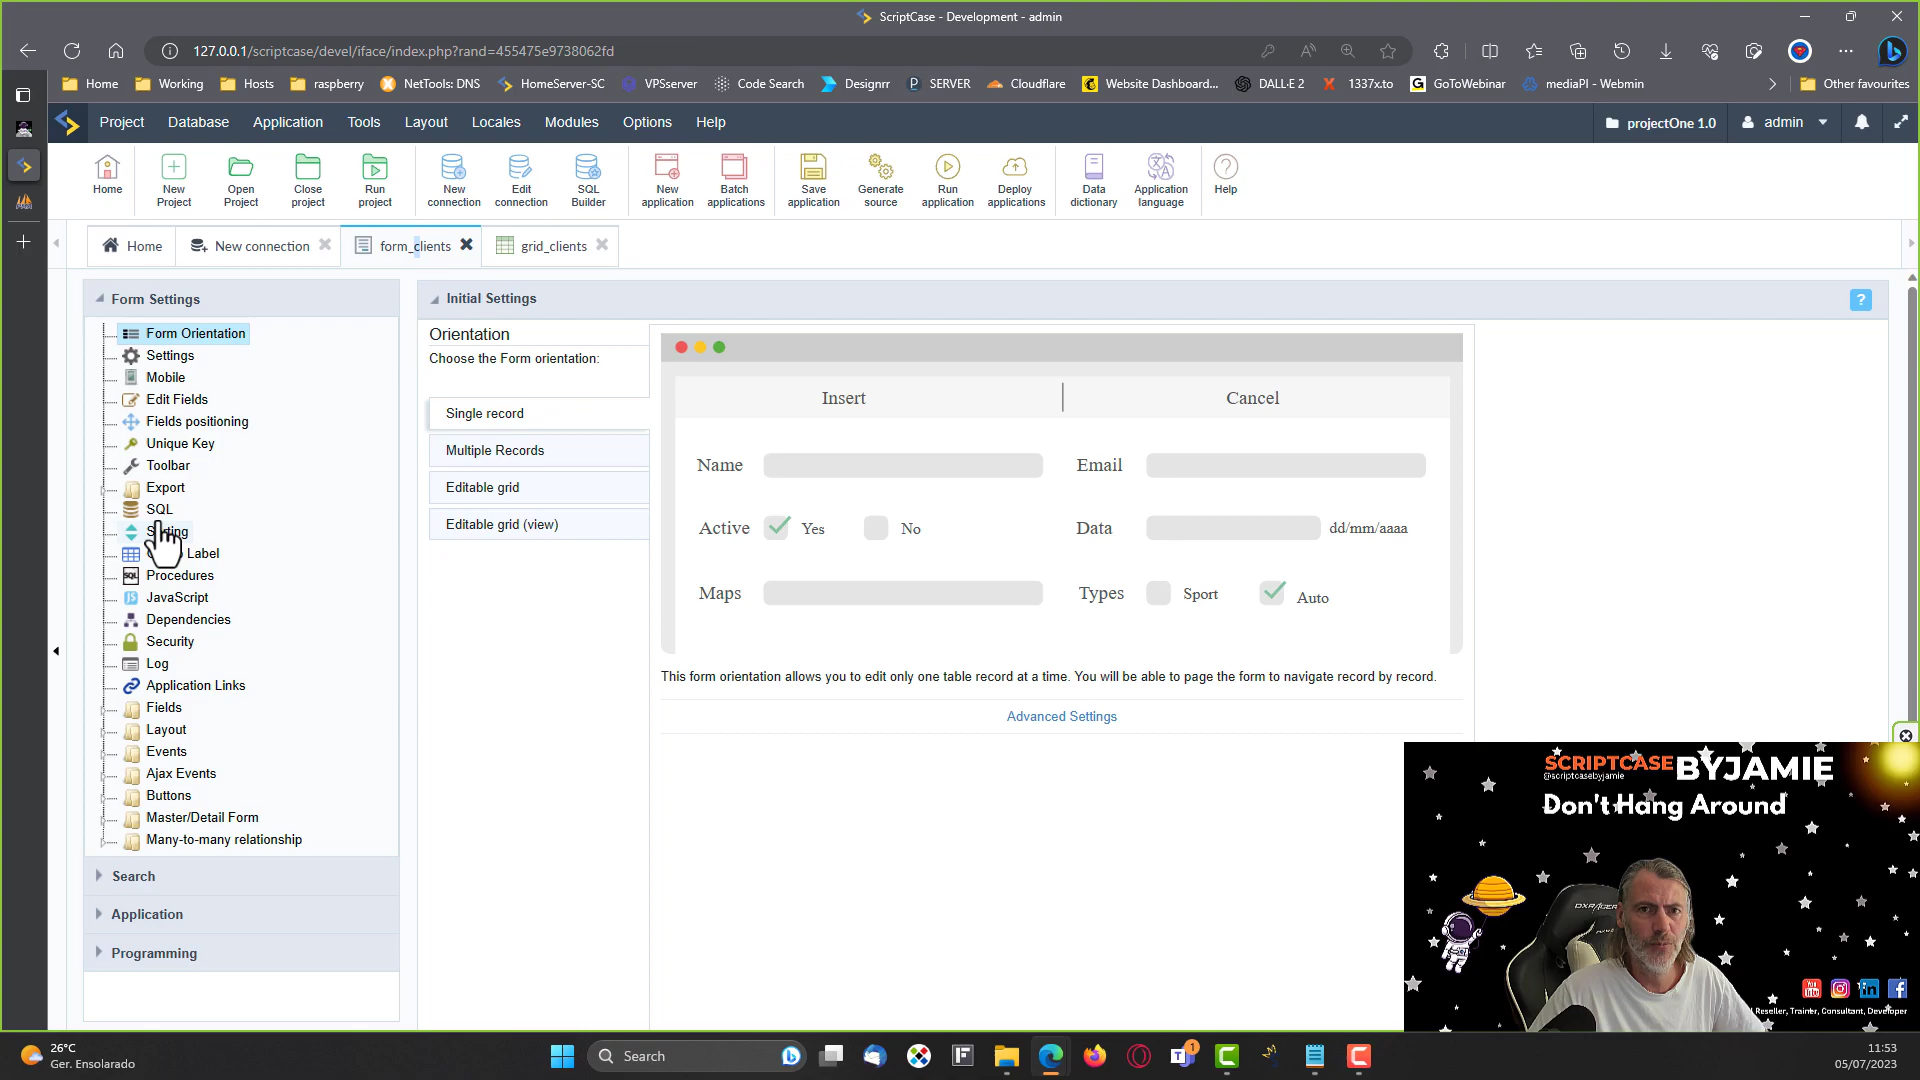 ScriptCase - Development - admin
127.0.0.1/scriptcase/devel/iface/index.php?rand=455475e9738062fd
Home Working Hosts raspberry NetTools: DNS HomeServer-SC VPSserver Code Search Designrr SERVER Cloudflare Website Dashboard... DALL·E 2 1337x.to GoToWebinar mediaPI - Webmin Other favourites
Project Database Application Tools Layout Locales Modules Options Help projectOne 1.0 admin
Home
New Project
Open Project
Close project
Run project
New connection
Edit connection
SQL Builder
New application
Batch applications
Save application
Generate source
Run application
Deploy applications
Data dictionary
Application language
Help
Home New connection form_clients grid_clients
Form Settings
Form Orientation
Settings
Mobile
Edit Fields
Fields positioning
Unique Key
Toolbar
Export
SQL
Label
Procedures
JavaScript
Dependencies
Security
Log
Application Links
Fields
Layout
Events
Ajax Events
Buttons
Master/Detail Form
Many-to-many relationship
Search
Application
Programming
Initial Settings ?
Orientation
Choose the Form orientation:
Single record
Multiple Records
Editable grid
Editable grid (view)
Insert Cancel
Name Email
Active Yes No Data dd/mm/aaaa
Maps Types Sport Auto
This form orientation allows you to edit only one table record at a time. You will be able to page the form to navigate record by record.
Advanced Settings
SCRIPTCASE BYJAMIE
@scriptcasebyjamie
Don't Hang Around
DXRACER
Reseller, Trainer, Consultant, Developer
26°C
Ger. Ensolarado
Search
1
11:53
05/07/2023